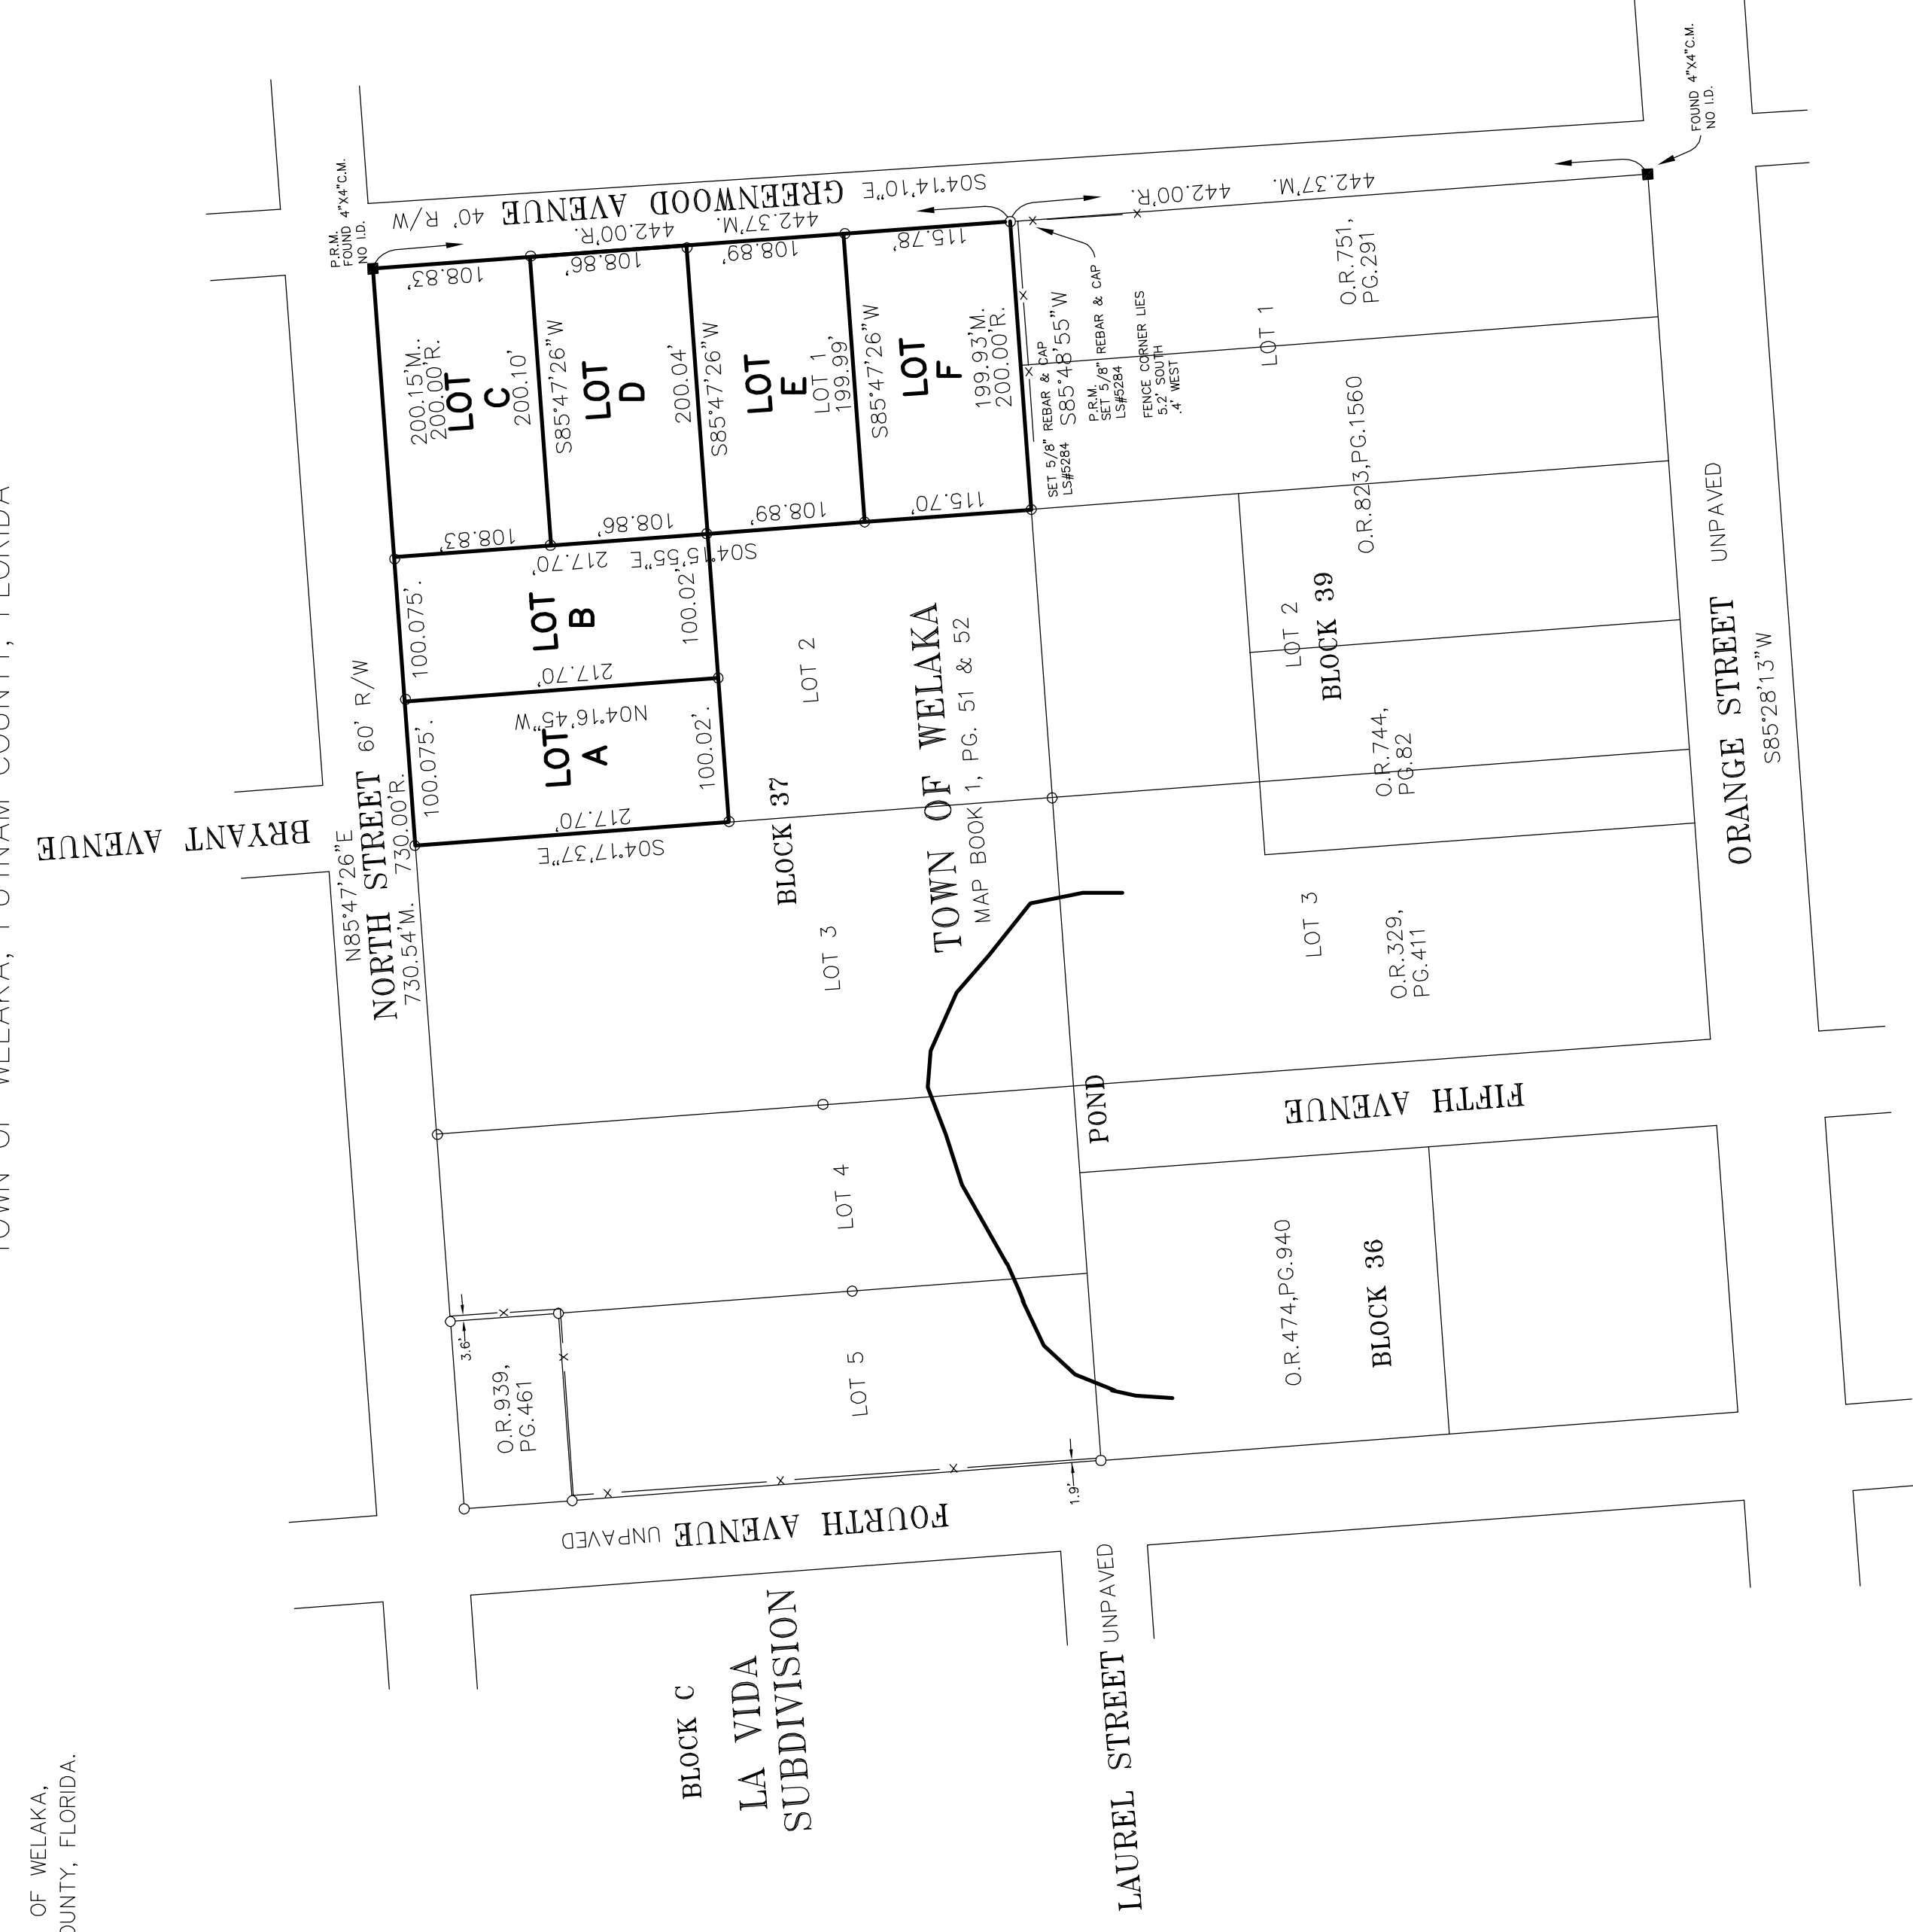 TOWN OF WELAKA, PUTNAM COUNTY, FLORIDA
OF WELAKA,
OUNTY, FLORIDA.
BRYANT AVENUE
N85°47'26"E
NORTH STREET 60' R/W
730.54'M. 730.00'R.
P.R.M.
FOUND 4"X4"C.M.
NO I.D.
GREENWOOD AVENUE 40' R/W
S04°14'10"E
442.00'R. 442.37'M.
442.00'R. 442.37'M.
FOUND 4"X4"C.M.
NO I.D.
108.83'
108.86'
108.89'
115.78'
200.15'M..
200.00'R.
LOT
C
200.10'
S85°47'26"W
LOT
D
200.04'
S85°47'26"W
LOT
E
LOT 1
199.99'
S85°47'26"W
LOT
F
199.93'M.
200.00'R.
SET 5/8" REBAR & CAP
LS#5284
S85°48'55"W
P.R.M.
SET 5/8" REBAR & CAP
LS#5284
FENCE CORNER LIES
5.2' SOUTH
.4' WEST
108.83'
108.86'
108.89'
115.70'
217.70' S04°15'55"E
100.075'.
LOT
B
100.02'.
217.70'
N04°16'45"W
100.075'.
LOT
A
100.02'.
217.70'
S04°17'37"E
LOT 2
BLOCK 37
LOT 3
TOWN OF WELAKA
MAP BOOK 1, PG. 51 & 52
LOT 1
O.R.751,
PG.291
O.R.823,PG.1560
LOT 2
BLOCK 39
O.R.744,
PG.82
LOT 3
O.R.329,
PG.411
ORANGE STREET UNPAVED
S85°28'13"W
POND
FIFTH AVENUE
LOT 4
LOT 5
3.6'
O.R.939,
PG.461
1.9'
O.R.474,PG.940
BLOCK 36
FOURTH AVENUE UNPAVED
BLOCK C
LA VIDA
SUBDIVISION
LAUREL STREET UNPAVED